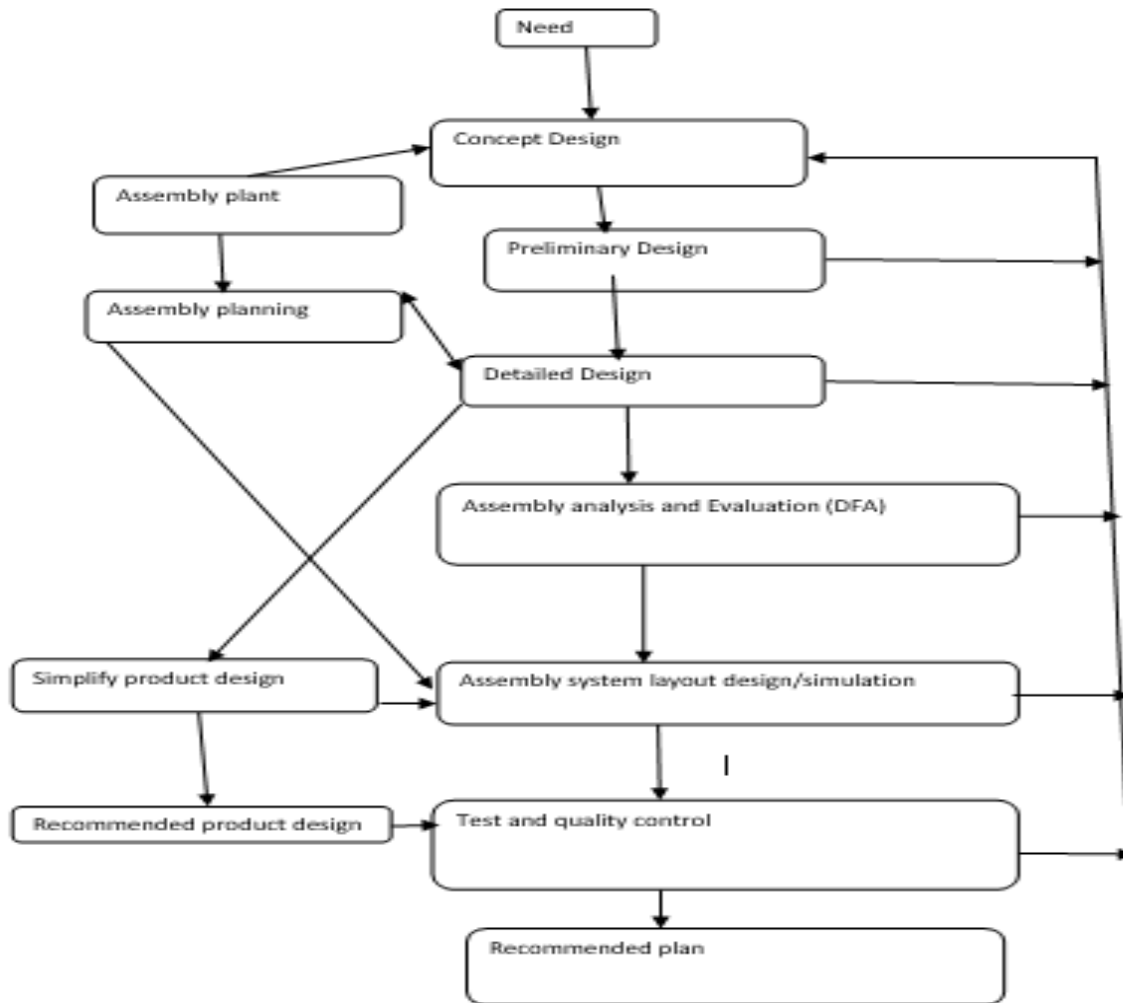 Need
Concept Design
Assembly plant
Preliminary Design
Assembly planning
Detailed Design
Assembly analysis and Evaluation (DFA)
Simplify product design
Assembly system layout design/simulation
Recommended product design
Test and quality control
Recommended plan